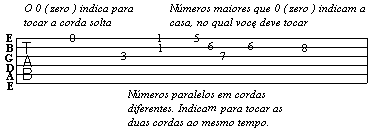 O 0 ( zero ) indica para
tocar a corda solta
Números maiores que 0 ( zero ) indicam a
casa, no qual voçe deve tocar
E 0 1 5
B T 1 6 6 8
G A 3
D B
A
E
Números paralelos em cordas
diferentes. Indicam para tocar as
duas cordas ao mesmo tempo.